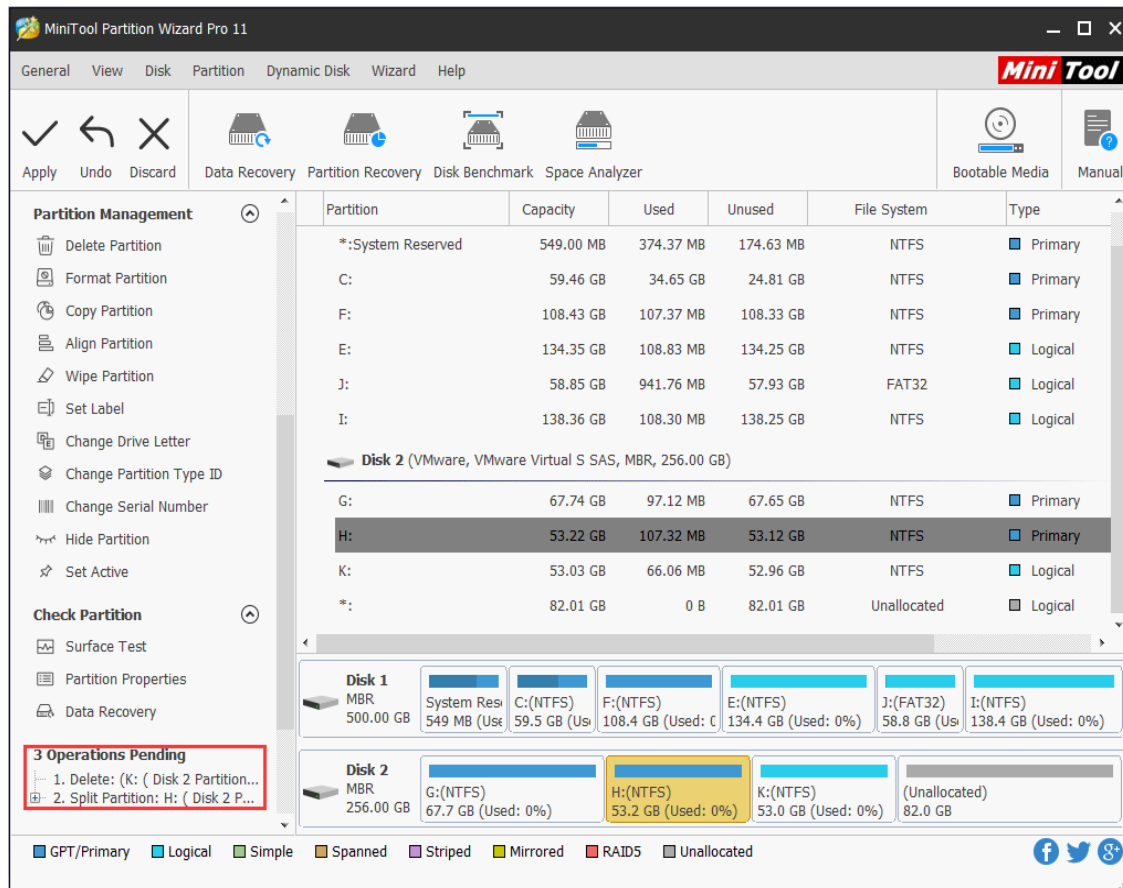 MiniTool Partition Wizard Pro 11
General View Disk Partition Dynamic Disk Wizard Help
Mini Tool
Apply Undo Discard Data Recovery Partition Recovery Disk Benchmark Space Analyzer Bootable Media Manual
Partition Management
Delete Partition
Format Partition
Copy Partition
Align Partition
Wipe Partition
Set Label
Change Drive Letter
Change Partition Type ID
Change Serial Number
Hide Partition
Set Active
Check Partition
Surface Test
Partition Properties
Data Recovery
3 Operations Pending
1. Delete: (K: ( Disk 2 Partition...
2. Split Partition: H: ( Disk 2 P...
Partition Capacity Used Unused File System Type
*:System Reserved 549.00 MB 374.37 MB 174.63 MB NTFS Primary
C: 59.46 GB 34.65 GB 24.81 GB NTFS Primary
F: 108.43 GB 107.37 MB 108.33 GB NTFS Primary
E: 134.35 GB 108.83 MB 134.25 GB NTFS Logical
J: 58.85 GB 941.76 MB 57.93 GB FAT32 Logical
I: 138.36 GB 108.30 MB 138.25 GB NTFS Logical
Disk 2 (VMware, VMware Virtual S SAS, MBR, 256.00 GB)
G: 67.74 GB 97.12 MB 67.65 GB NTFS Primary
H: 53.22 GB 107.32 MB 53.12 GB NTFS Primary
K: 53.03 GB 66.06 MB 52.96 GB NTFS Logical
*: 82.01 GB 0 B 82.01 GB Unallocated Logical
Disk 1
MBR
500.00 GB
System Res
549 MB (Use
C:(NTFS)
59.5 GB (Us
F:(NTFS)
108.4 GB (Used: 0
E:(NTFS)
134.4 GB (Used: 0%)
J:(FAT32)
58.8 GB (Us
I:(NTFS)
138.4 GB (Used: 0%)
Disk 2
MBR
256.00 GB
G:(NTFS)
67.7 GB (Used: 0%)
H:(NTFS)
53.2 GB (Used: 0%)
K:(NTFS)
53.0 GB (Used: 0%)
(Unallocated)
82.0 GB
GPT/Primary Logical Simple Spanned Striped Mirrored RAID5 Unallocated